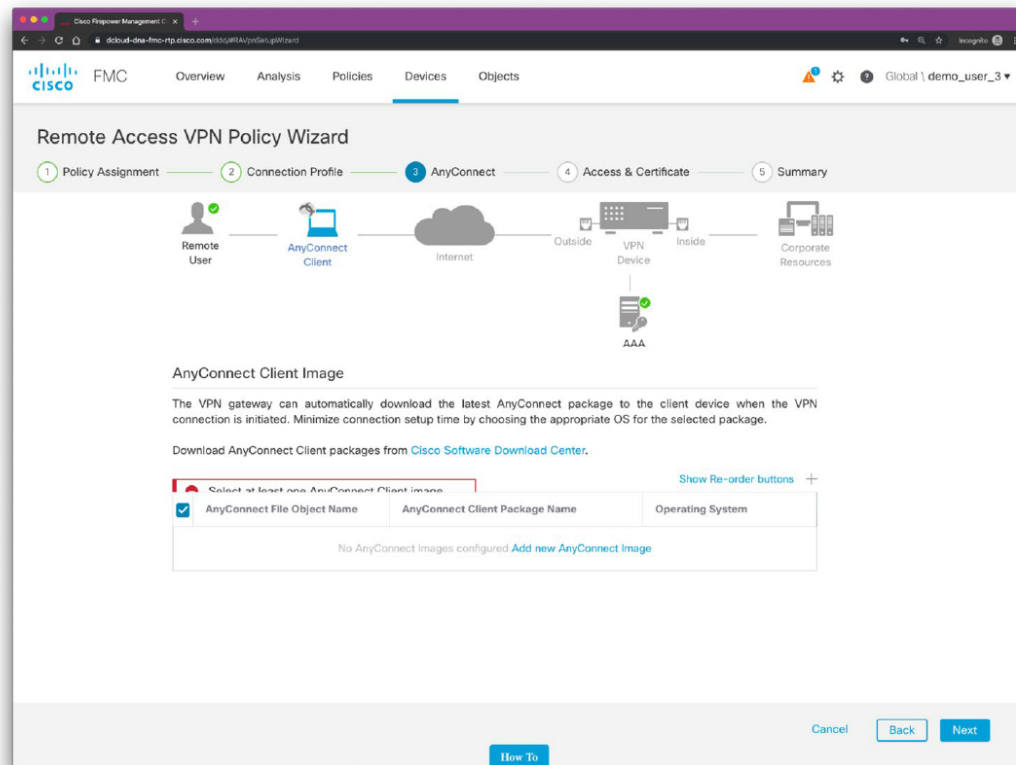 Cisco Firepower Management C
dcloud-dna-fmc-rtp.cisco.com/ddd/#RAVpnSetupWizard
Incognito
CISCO
FMC
Overview
Analysis
Policies
Devices
Objects
1
?
Global \ demo_user_3
Remote Access VPN Policy Wizard
1 Policy Assignment
2 Connection Profile
3 AnyConnect
4 Access & Certificate
5 Summary
Remote
User
AnyConnect
Client
Internet
Outside
VPN
Device
Inside
Corporate
Resources
AAA
AnyConnect Client Image
The VPN gateway can automatically download the latest AnyConnect package to the client device when the VPN
connection is initiated. Minimize connection setup time by choosing the appropriate OS for the selected package.
Download AnyConnect Client packages from Cisco Software Download Center.
Select at least one AnyConnect Client image
Show Re-order buttons
AnyConnect File Object Name
AnyConnect Client Package Name
Operating System
No AnyConnect Images configured Add new AnyConnect Image
Cancel
Back
Next
How To